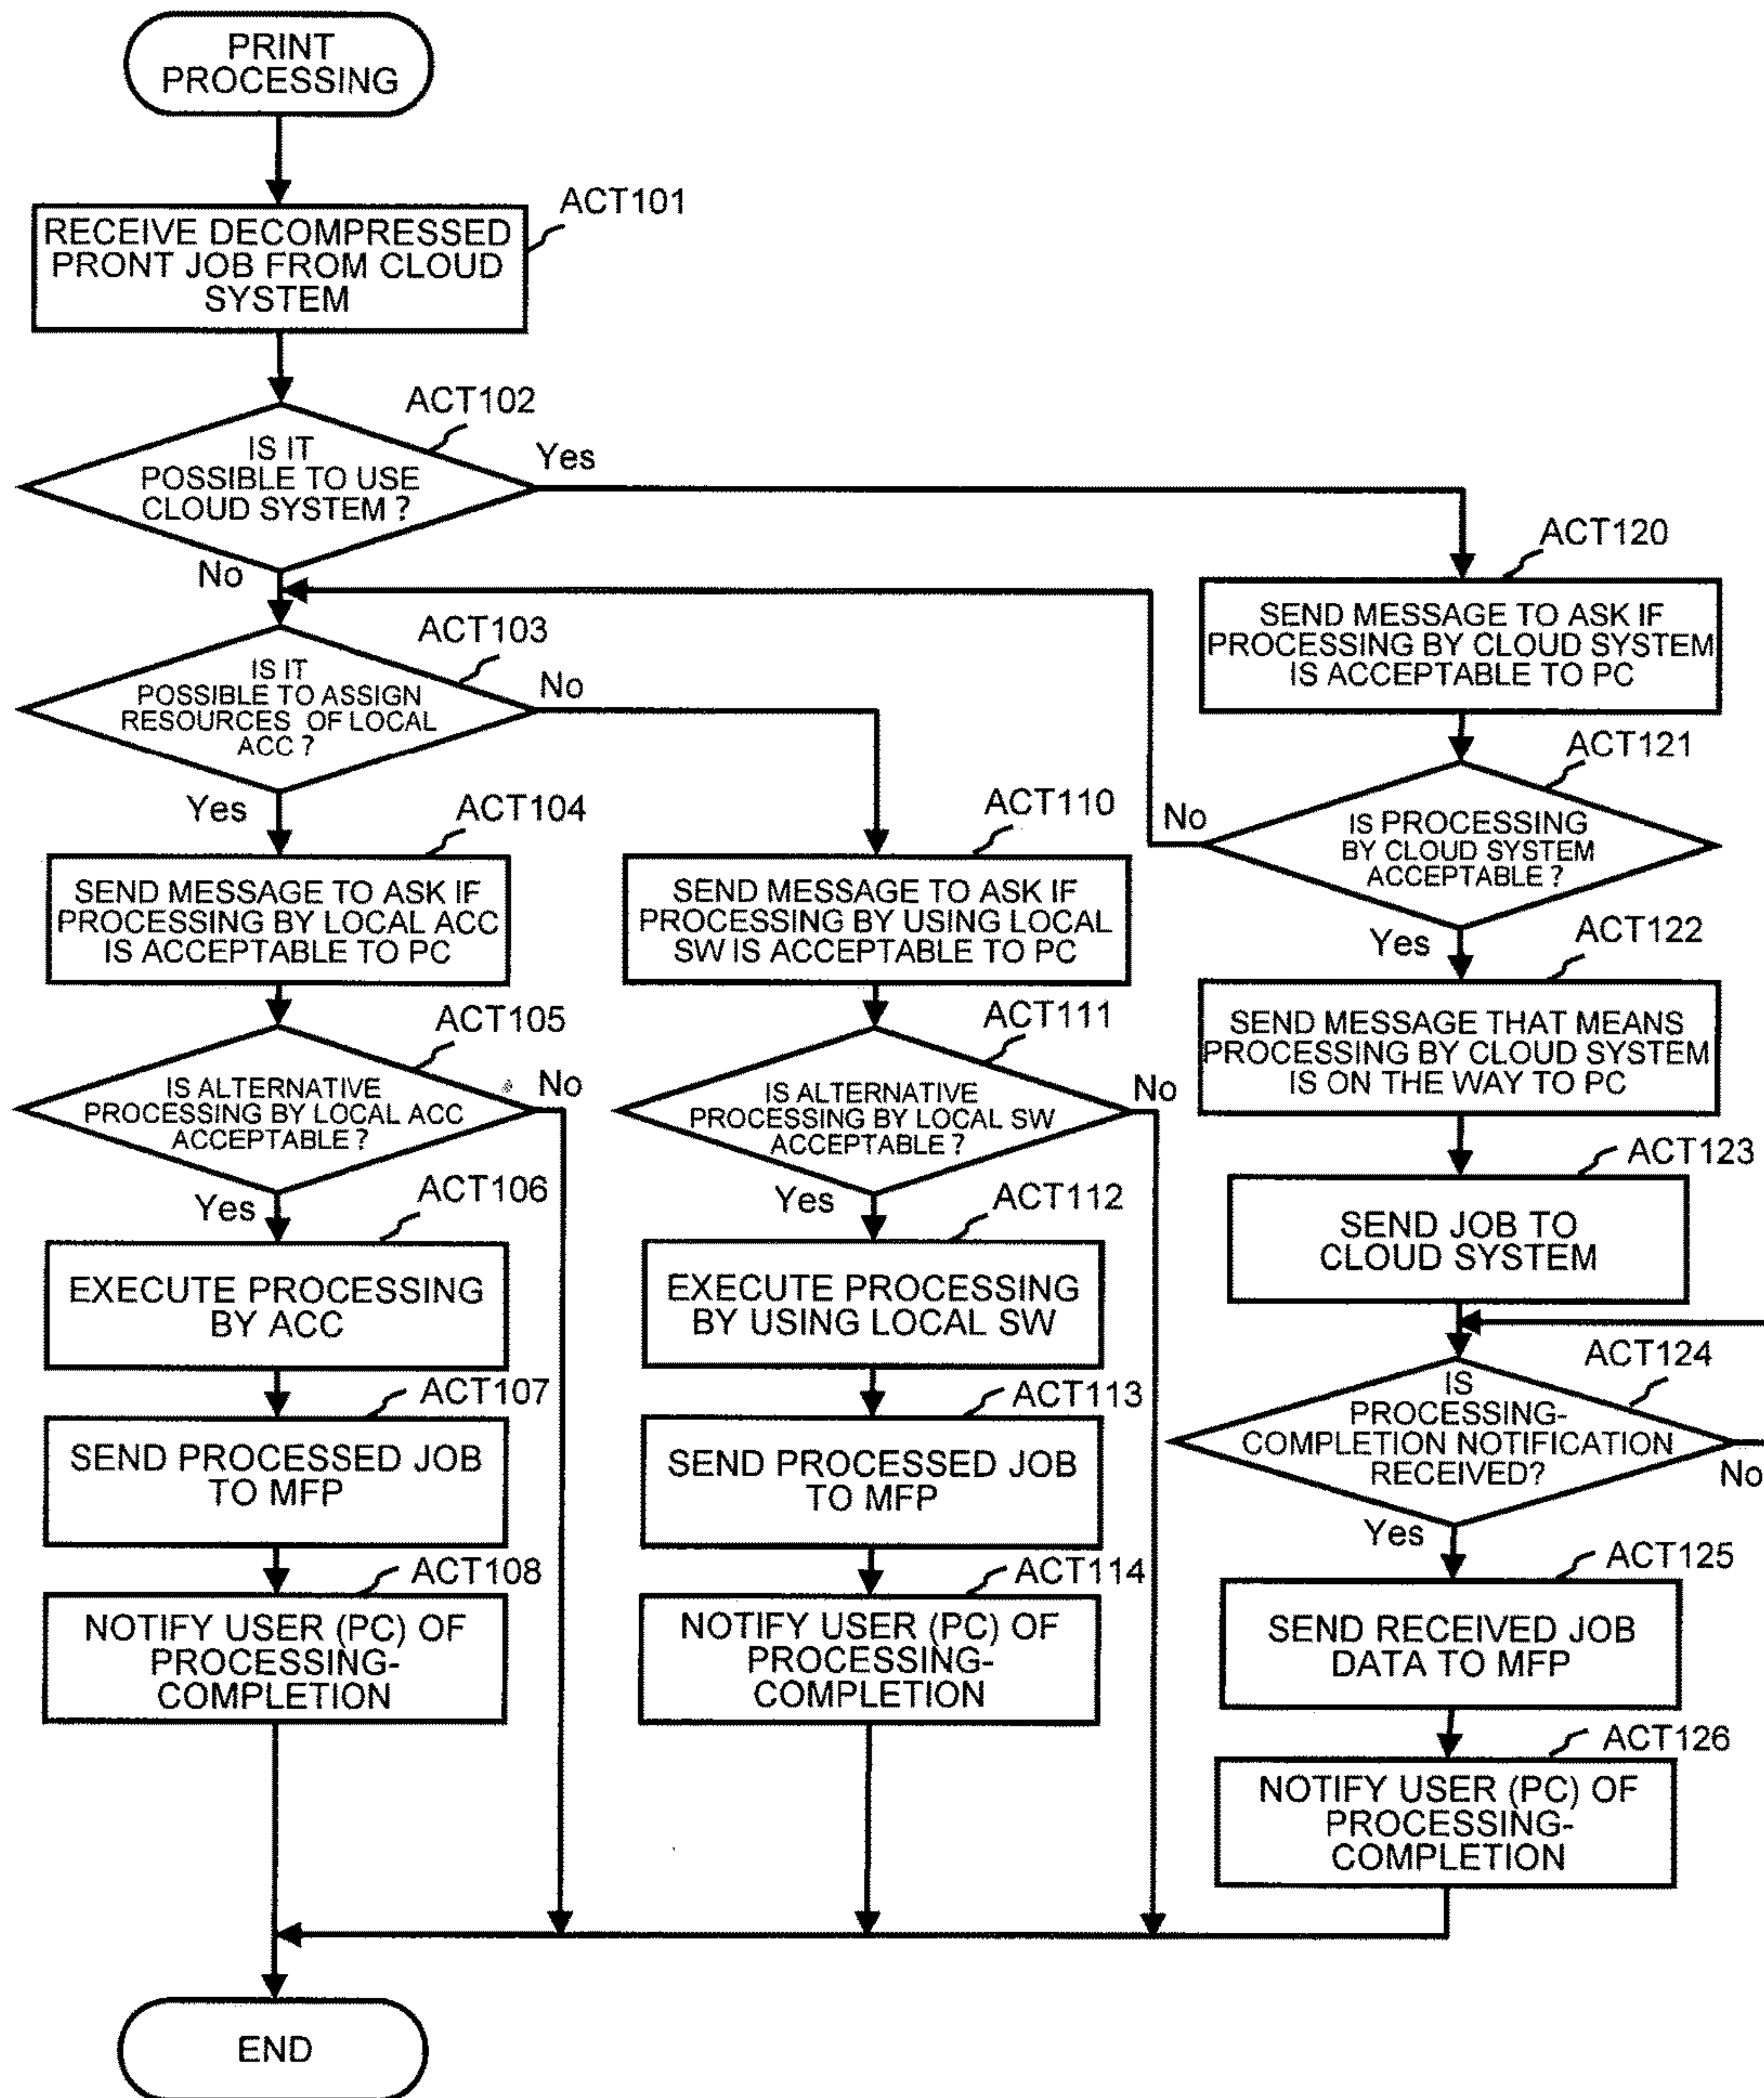 PRINT
PROCESSING
ACT101
RECEIVE DECOMPRESSED
PRONT JOB FROM CLOUD
SYSTEM
ACT102
IS IT
POSSIBLE TO USE
CLOUD SYSTEM ?
Yes
No
ACT103
IS IT
POSSIBLE TO ASSIGN
RESOURCES OF LOCAL
ACC ?
No
Yes
ACT104
SEND MESSAGE TO ASK IF
PROCESSING BY LOCAL ACC
IS ACCEPTABLE TO PC
ACT105
IS ALTERNATIVE
PROCESSING BY LOCAL ACC
ACCEPTABLE ?
No
Yes
ACT106
EXECUTE PROCESSING
BY ACC
ACT107
SEND PROCESSED JOB
TO MFP
ACT108
NOTIFY USER (PC) OF
PROCESSING-
COMPLETION
ACT110
SEND MESSAGE TO ASK IF
PROCESSING BY USING LOCAL
SW IS ACCEPTABLE TO PC
ACT111
IS ALTERNATIVE
PROCESSING BY LOCAL SW
ACCEPTABLE ?
No
Yes
ACT112
EXECUTE PROCESSING
BY USING LOCAL SW
ACT113
SEND PROCESSED JOB
TO MFP
ACT114
NOTIFY USER (PC) OF
PROCESSING-
COMPLETION
ACT120
SEND MESSAGE TO ASK IF
PROCESSING BY CLOUD SYSTEM
IS ACCEPTABLE TO PC
ACT121
No
IS PROCESSING
BY CLOUD SYSTEM
ACCEPTABLE ?
Yes
ACT122
SEND MESSAGE THAT MEANS
PROCESSING BY CLOUD SYSTEM
IS ON THE WAY TO PC
ACT123
SEND JOB TO
CLOUD SYSTEM
ACT124
IS
PROCESSING-
COMPLETION NOTIFICATION
RECEIVED?
No
Yes
ACT125
SEND RECEIVED JOB
DATA TO MFP
ACT126
NOTIFY USER (PC) OF
PROCESSING-
COMPLETION
END